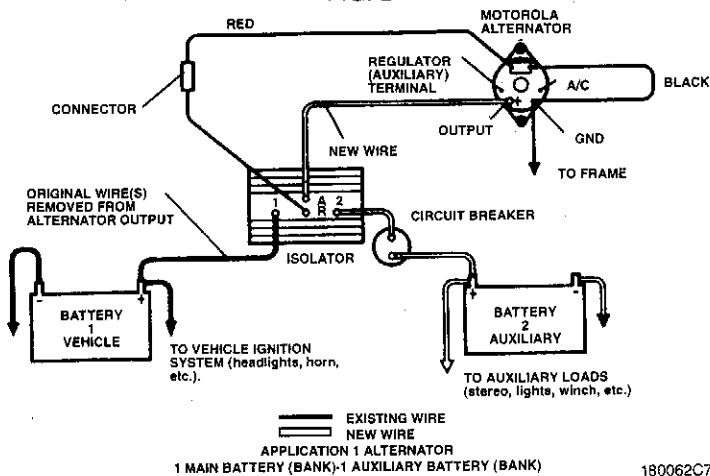 MOTOROLA
ALTERNATOR
RED
REGULATOR
(AUXILIARY)
TERMINAL
A/C
BLACK
CONNECTOR
OUTPUT
+
GND
NEW WIRE
TO FRAME
ORIGINAL WIRE(S)
REMOVED FROM
ALTERNATOR OUTPUT
1 A 2
R
CIRCUIT BREAKER
ISOLATOR
- +
BATTERY
1
VEHICLE
+ -
BATTERY
2
AUXILIARY
TO VEHICLE IGNITION
SYSTEM (headlights, horn,
etc.).
TO AUXILIARY LOADS
(stereo, lights, winch, etc.)
EXISTING WIRE
NEW WIRE
APPLICATION 1 ALTERNATOR
1 MAIN BATTERY (BANK)-1 AUXILIARY BATTERY (BANK)
180062C7